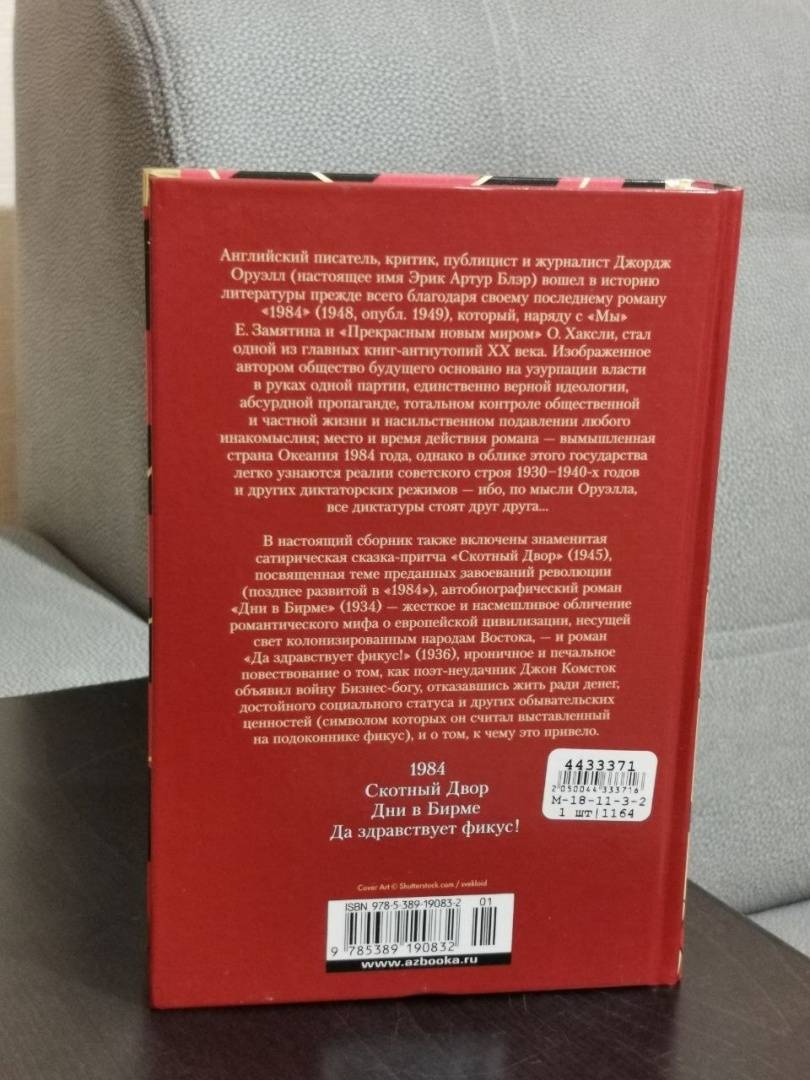 Английский писатель, критик, публицист и журналист Джордж
Оруэлл (настоящее имя Эрик Артур Блэр) вошел в историю
литературы прежде всего благодаря своему последнему роману
«1984» (1948, опубл. 1949), который, наряду с «Мы»
Е. Замятина и «Прекрасным новым миром» О. Хаксли, стал
одной из главных книг-антиутопий XX века. Изображенное
автором общество будущего основано на узурпации власти
в руках одной партии, единственно верной идеологии,
абсурдной пропаганде, тотальном контроле общественной
и частной жизни и насильственном подавлении любого
инакомыслия; место и время действия романа — вымышленная
страна Океания 1984 года, однако в облике этого государства
легко узнаются реалии советского строя 1930–1940-х годов
и других диктаторских режимов — ибо, по мысли Оруэлла,
все диктатуры стоят друг друга...
В настоящий сборник также включены знаменитая
сатирическая сказка-притча «Скотный Двор» (1945),
посвященная теме преданных завоеваний революции
(позднее развитой в «1984»), автобиографический роман
«Дни в Бирме» (1934) — жесткое и насмешливое обличение
романтического мифа о европейской цивилизации, несущей
свет колонизированным народам Востока, — и роман
«Да здравствует фикус!» (1936), ироничное и печальное
повествование о том, как поэт-неудачник Джон Комсток
объявил войну Бизнес-богу, отказавшись жить ради денег,
достойного социального статуса и других обывательских
ценностей (символом которых он считал выставленный
на подоконнике фикус), и о том, к чему это привело.
1984
Скотный Двор
Дни в Бирме
Да здравствует фикус!
4433371
2050044333716
М-18-11-3-2
1 шт|1164
Cover Art © Shutterstock.com / svekloid
ISBN 978-5-389-19083-2 01
9 785389 190832
www.azbooka.ru